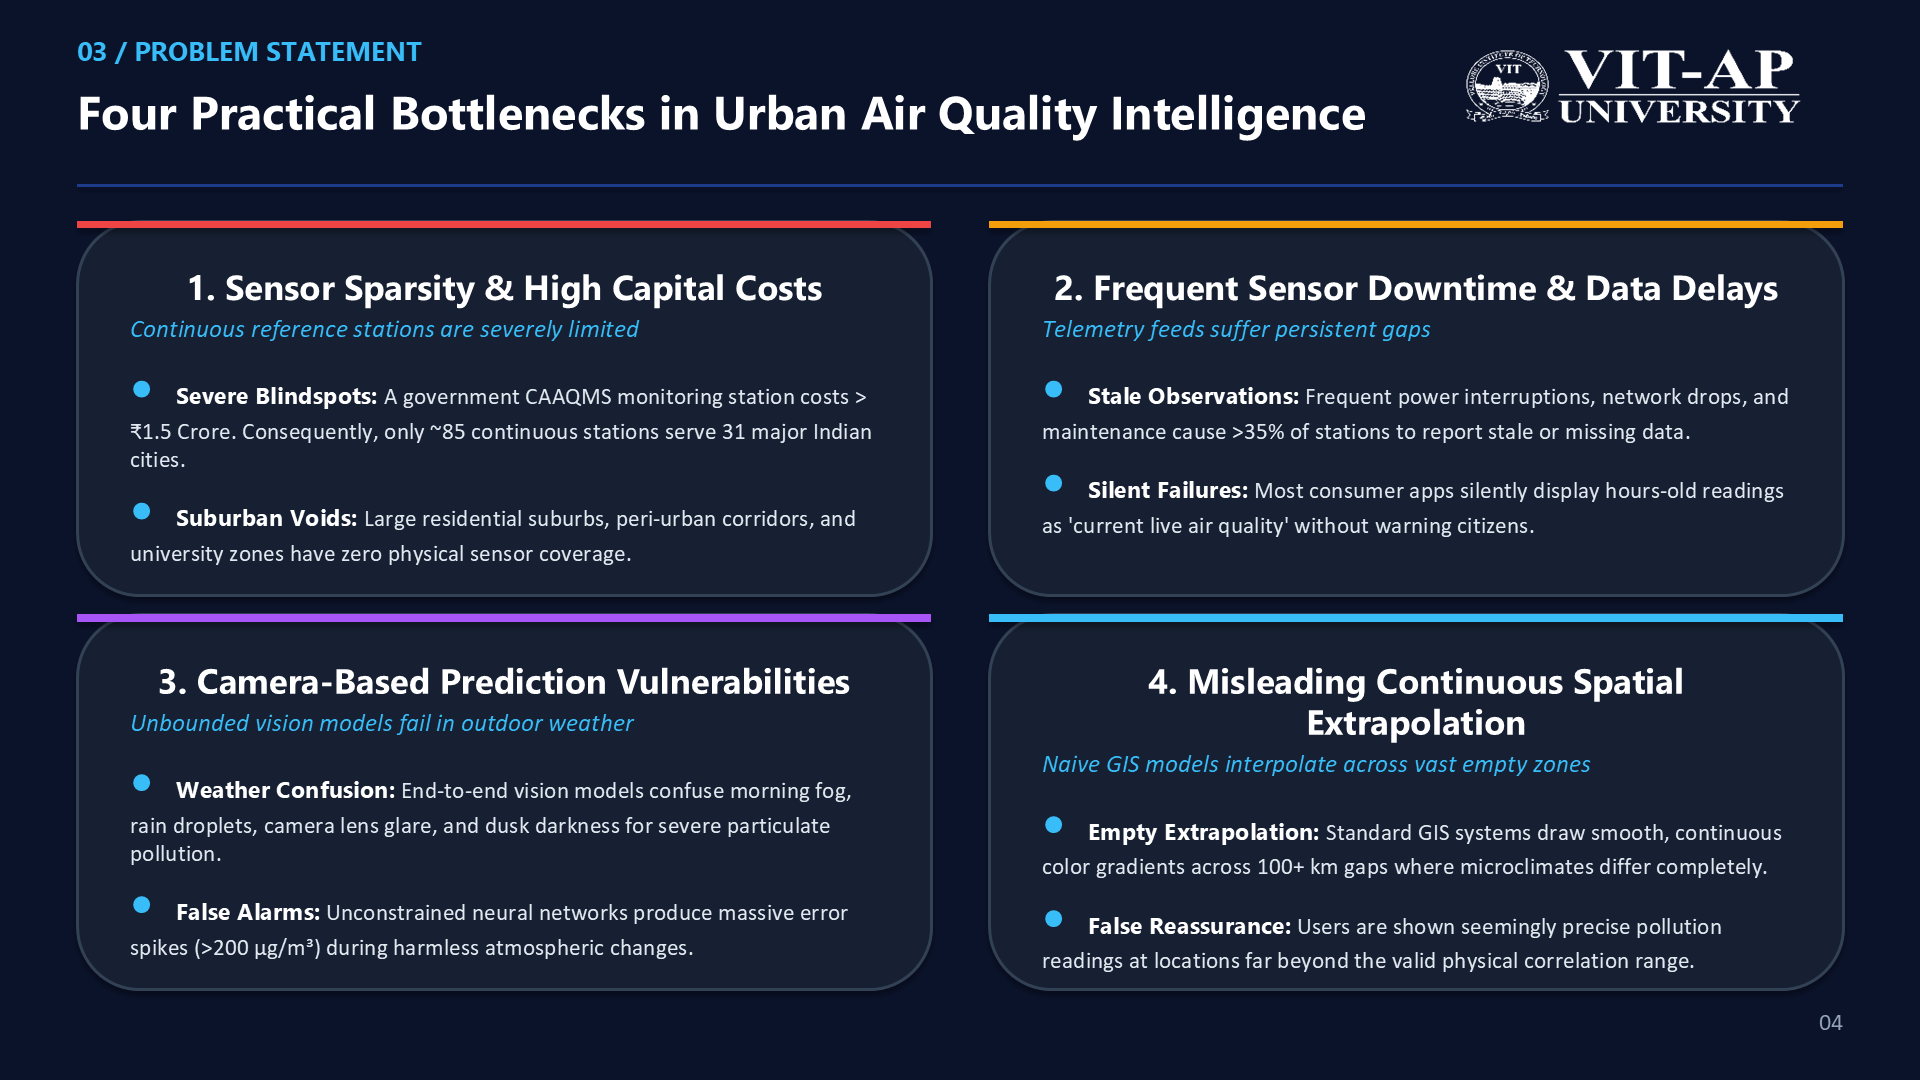 03 / PROBLEM STATEMENT
Four Practical Bottlenecks in Urban Air Quality Intelligence
VIT
VIT-AP
UNIVERSITY
1. Sensor Sparsity & High Capital Costs
Continuous reference stations are severely limited
● Severe Blindspots: A government CAAQMS monitoring station costs >
₹1.5 Crore. Consequently, only ~85 continuous stations serve 31 major Indian
cities.
● Suburban Voids: Large residential suburbs, peri-urban corridors, and
university zones have zero physical sensor coverage.
2. Frequent Sensor Downtime & Data Delays
Telemetry feeds suffer persistent gaps
● Stale Observations: Frequent power interruptions, network drops, and
maintenance cause >35% of stations to report stale or missing data.
● Silent Failures: Most consumer apps silently display hours-old readings
as 'current live air quality' without warning citizens.
3. Camera-Based Prediction Vulnerabilities
Unbounded vision models fail in outdoor weather
● Weather Confusion: End-to-end vision models confuse morning fog,
rain droplets, camera lens glare, and dusk darkness for severe particulate
pollution.
● False Alarms: Unconstrained neural networks produce massive error
spikes (>200 µg/m³) during harmless atmospheric changes.
4. Misleading Continuous Spatial
Extrapolation
Naive GIS models interpolate across vast empty zones
● Empty Extrapolation: Standard GIS systems draw smooth, continuous
color gradients across 100+ km gaps where microclimates differ completely.
● False Reassurance: Users are shown seemingly precise pollution
readings at locations far beyond the valid physical correlation range.
04